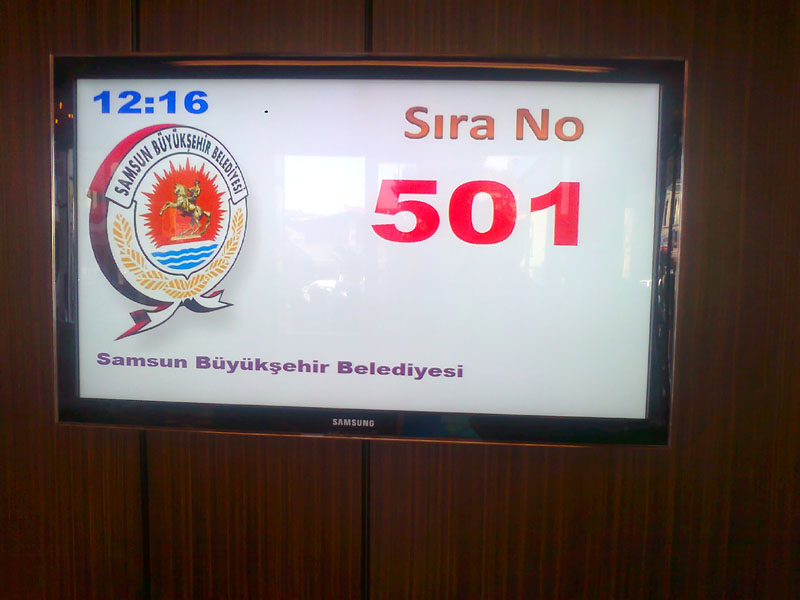 12:16
Sıra No
SAMSUN BÜYÜKŞEHİR BELEDİYESİ
501
Samsun Büyükşehir Belediyesi
SAMSUNG